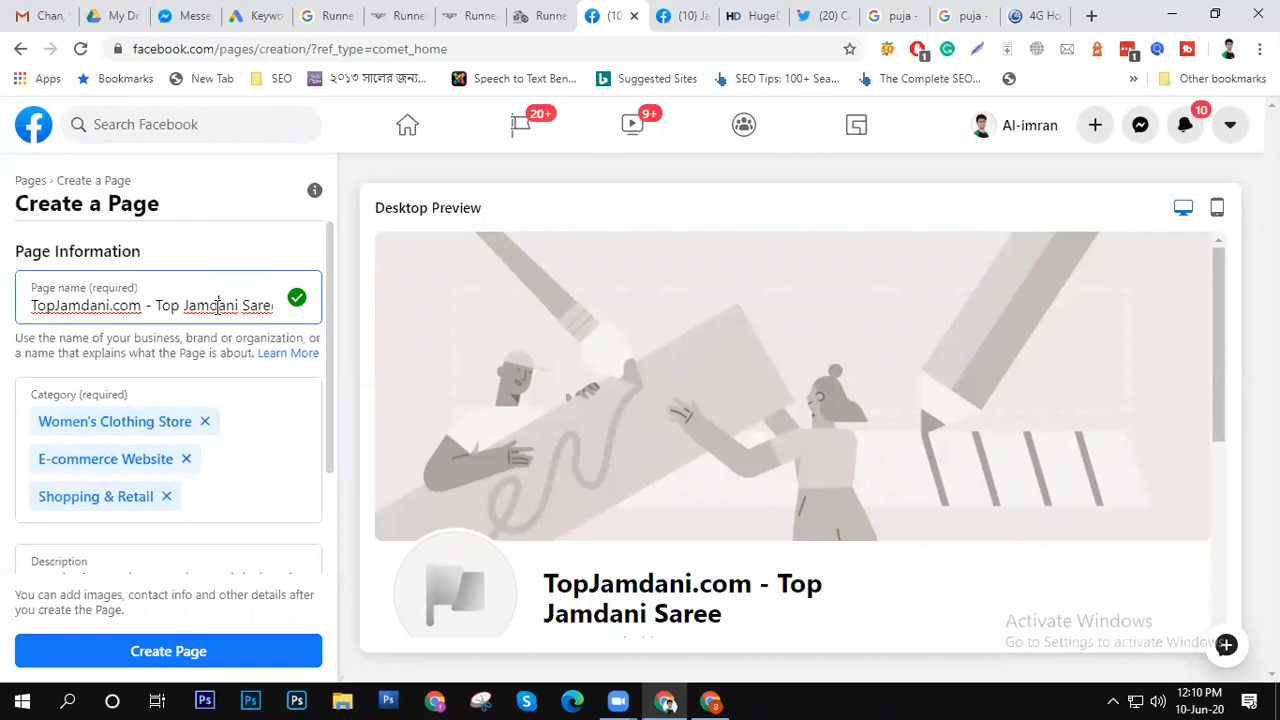 Chan
My Dr
Messe
Keywo
Runne
Runne
Runne
Runne
(10
(10) Ja
HD HugeD
(20) C
puja -
puja -
4G Ho
facebook.com/pages/creation/?ref_type=comet_home
Apps
Bookmarks
New Tab
SEO
২০১৩ সালের জন্য...
Speech to Text Ben...
Suggested Sites
SEO Tips: 100+ Sea...
The Complete SEO...
Other bookmarks
Search Facebook
20+
9+
Al-imran
10
Pages › Create a Page
Create a Page
Page Information
Page name (required)
TopJamdani.com - Top Jamdani Saree
Use the name of your business, brand or organization, or
a name that explains what the Page is about. Learn More
Category (required)
Women's Clothing Store
E-commerce Website
Shopping & Retail
Description
You can add images, contact info and other details after
you create the Page.
Create Page
Desktop Preview
TopJamdani.com - Top
Jamdani Saree
Activate Windows
Go to Settings to activate Windows.
12:10 PM
10-Jun-20